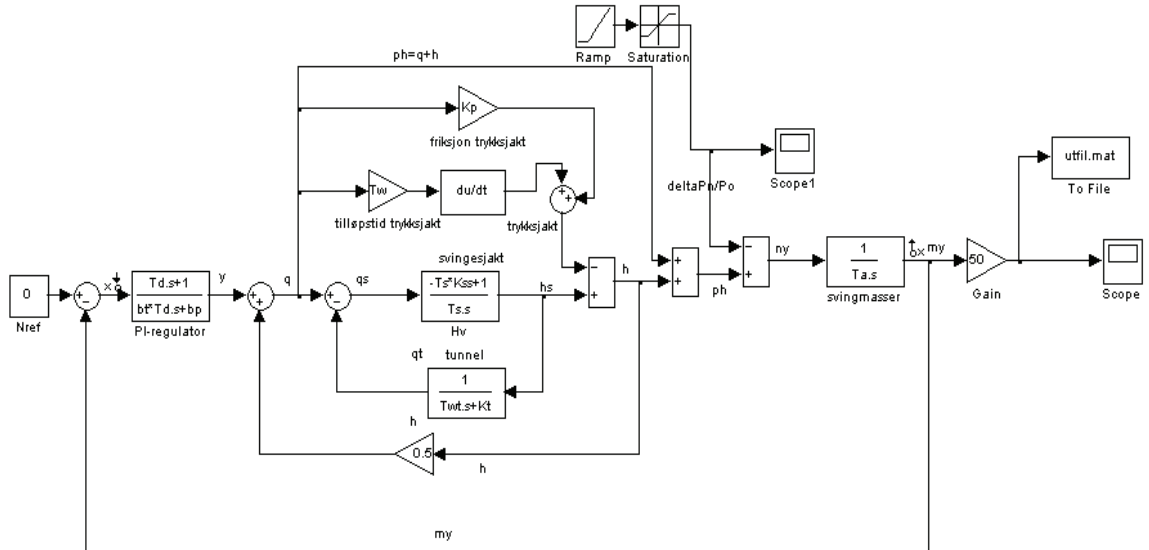 Ramp
Saturation
ph=q+h
Kp
friksjon trykksjakt
Tw
du/dt
tilløpstid trykksjakt
trykksjakt
deltaPn/Po
Scope1
utfil.mat
To File
0
Nref
x
Td.s+1
bt*Td.s+bp
PI-regulator
y
q
qs
svingesjakt
-Ts*Kss+1
Ts.s
Hv
hs
h
ph
ny
1
Ta.s
svingmasser
x
my
50
Gain
Scope
qt
tunnel
1
Twt.s+Kt
h
0.5
h
my